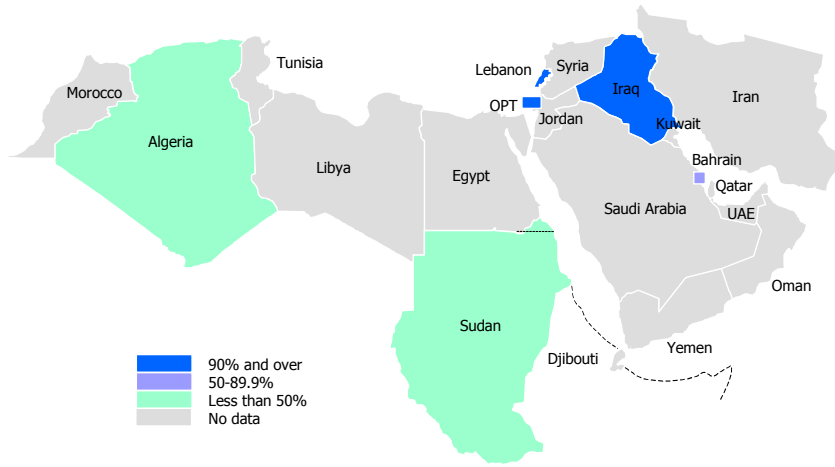 Tunisia
Lebanon
Syria
Morocco
Iraq
Iran
OPT
Jordan
Kuwait
Algeria
Libya
Egypt
Bahrain
Qatar
Saudi Arabia
UAE
Oman
Sudan
Yemen
Djibouti
90% and over
50-89.9%
Less than 50%
No data